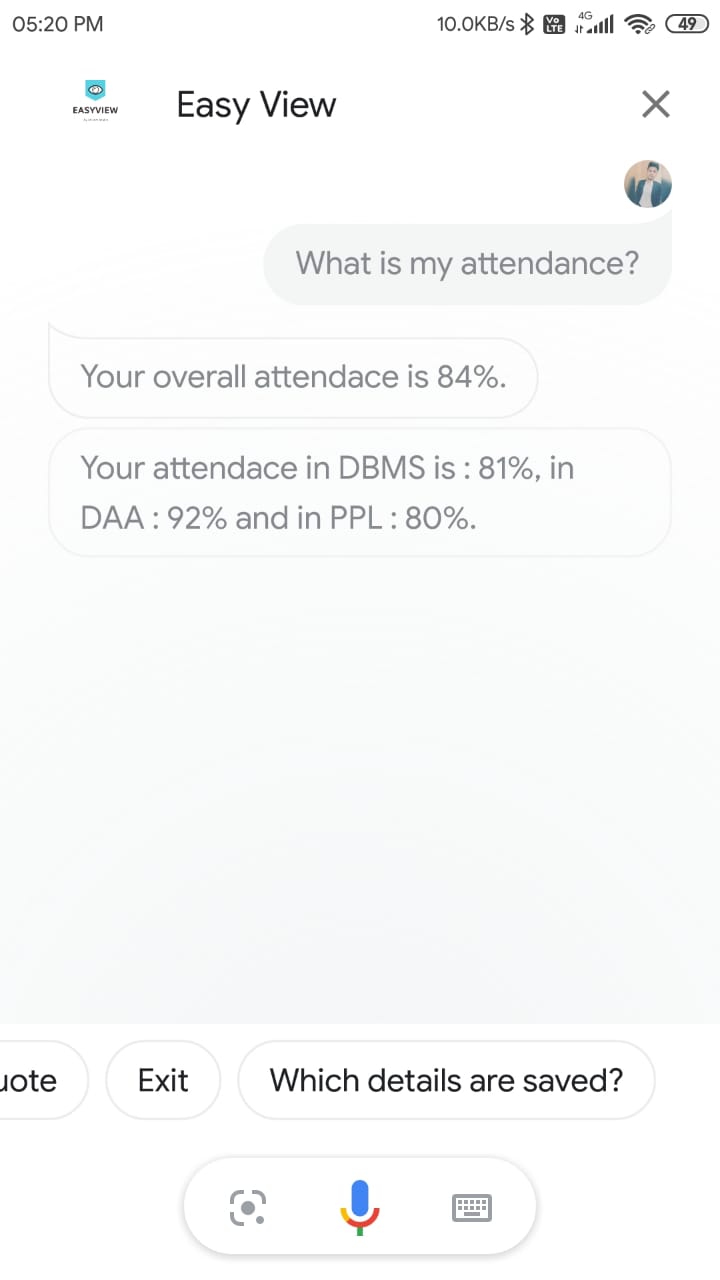 05:20 PM
10.0KB/s Vo LTE 4G 49
EASYVIEW
Easy View
What is my attendance?
Your overall attendace is 84%.
Your attendace in DBMS is : 81%, in
DAA : 92% and in PPL : 80%.
uote
Exit
Which details are saved?